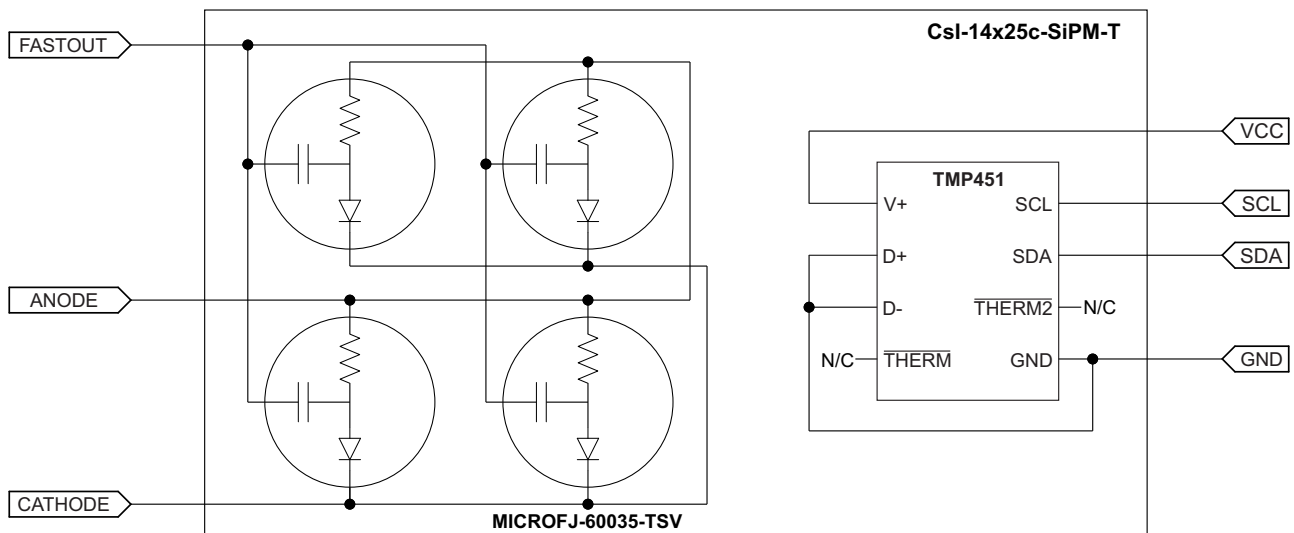 CsI-14x25c-SiPM-T
FASTOUT
VCC
TMP451
V+ SCL
SCL
D+ SDA
SDA
ANODE
D- THERM2 N/C
N/C THERM GND
GND
CATHODE
MICROFJ-60035-TSV